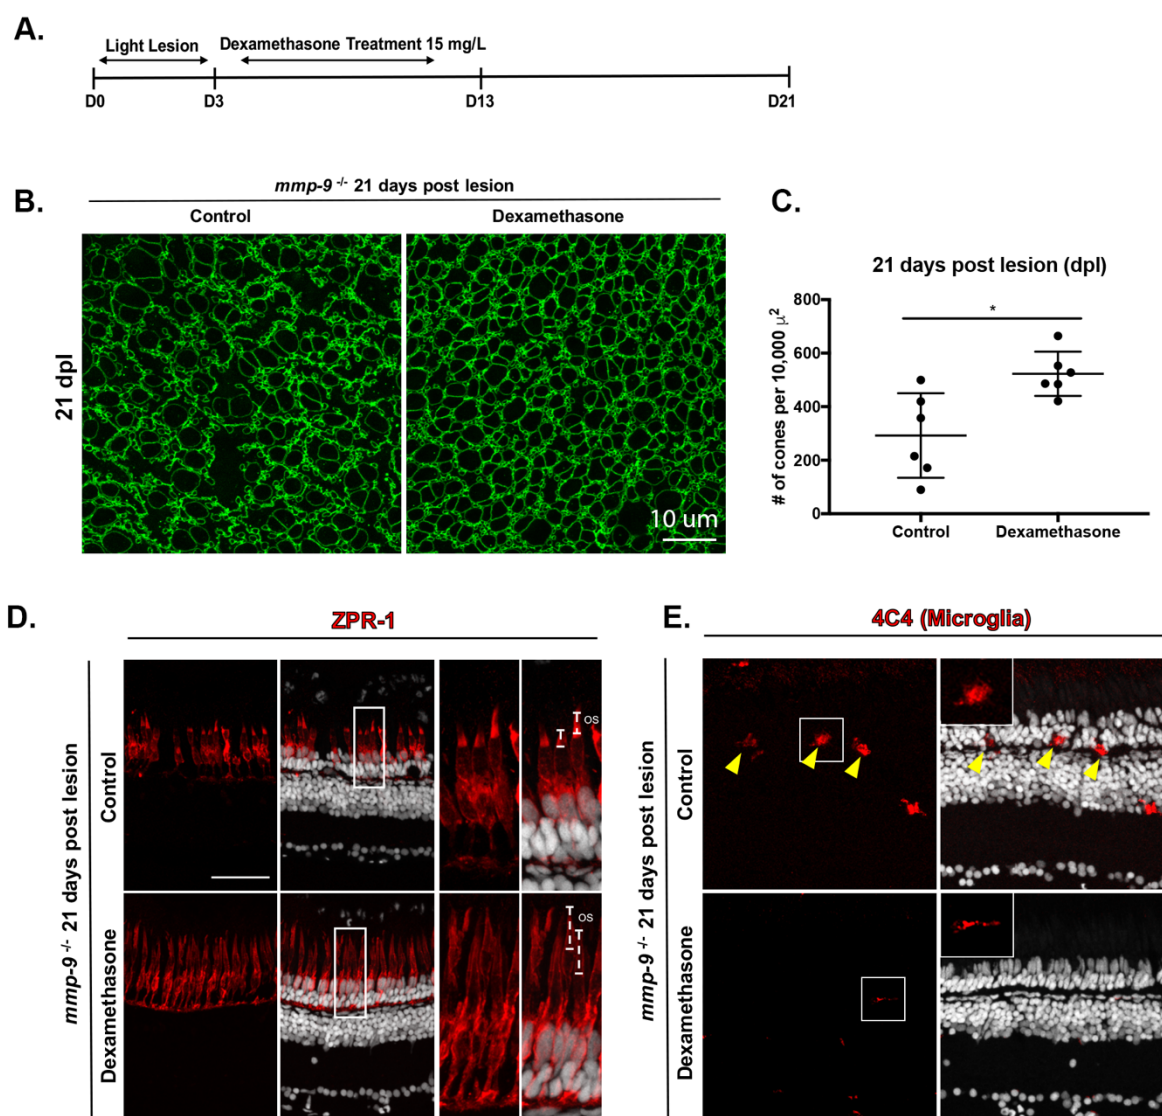 A.
Light Lesion
Dexamethasone Treatment 15 mg/L
D0
D3
D13
D21
B.
mmp-9 -/- 21 days post lesion
Control
Dexamethasone
21 dpl
10 um
C.
21 days post lesion (dpl)
# of cones per 10,000 μ²
800
600
400
200
0
*
Control
Dexamethasone
D.
ZPR-1
mmp-9 -/- 21 days post lesion
Control
Dexamethasone
OS
OS
E.
4C4 (Microglia)
mmp-9 -/- 21 days post lesion
Control
Dexamethasone